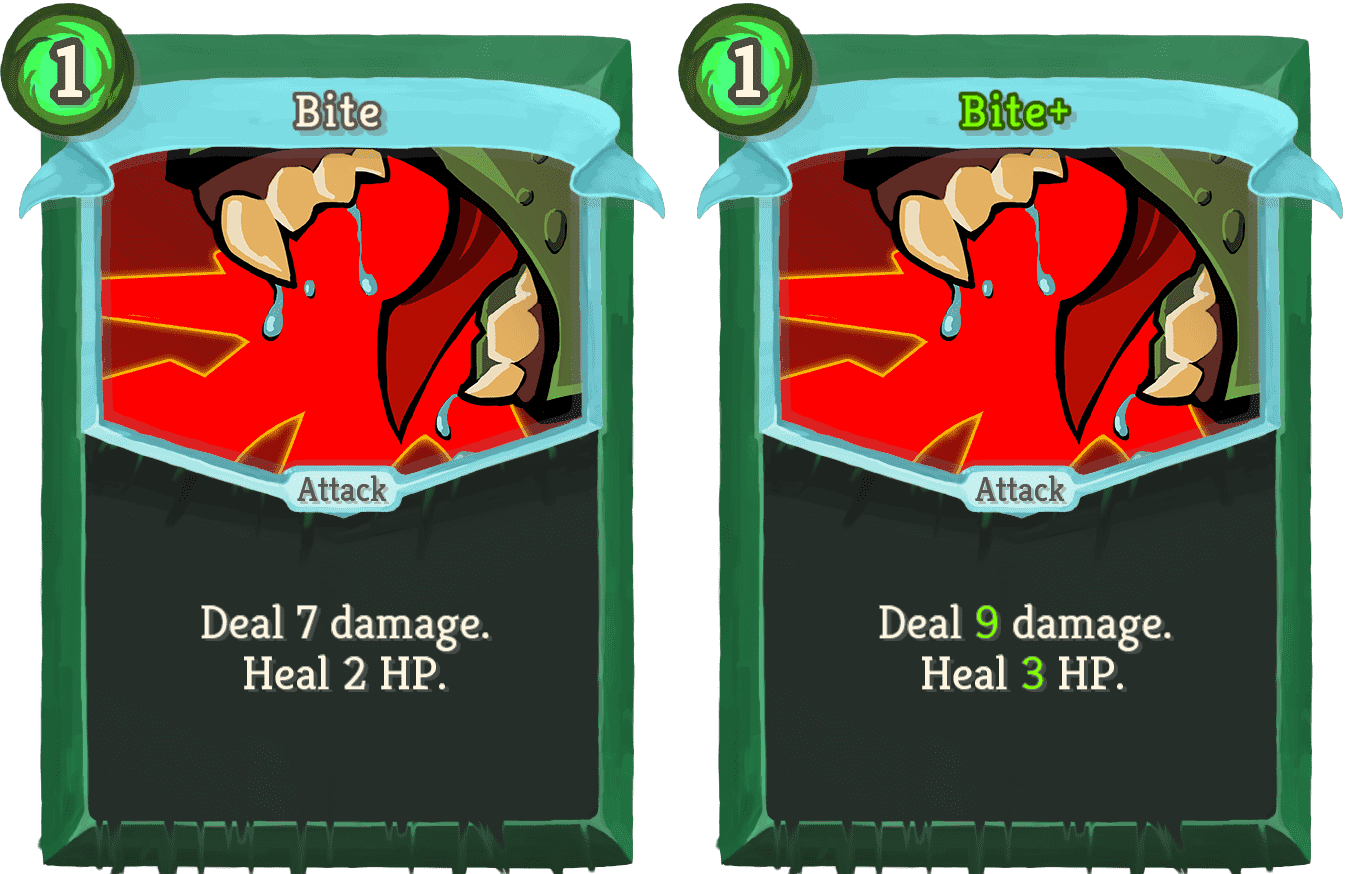 1
Bite
Attack
Deal 7 damage.
Heal 2 HP.
1
Bite+
Attack
Deal 9 damage.
Heal 3 HP.